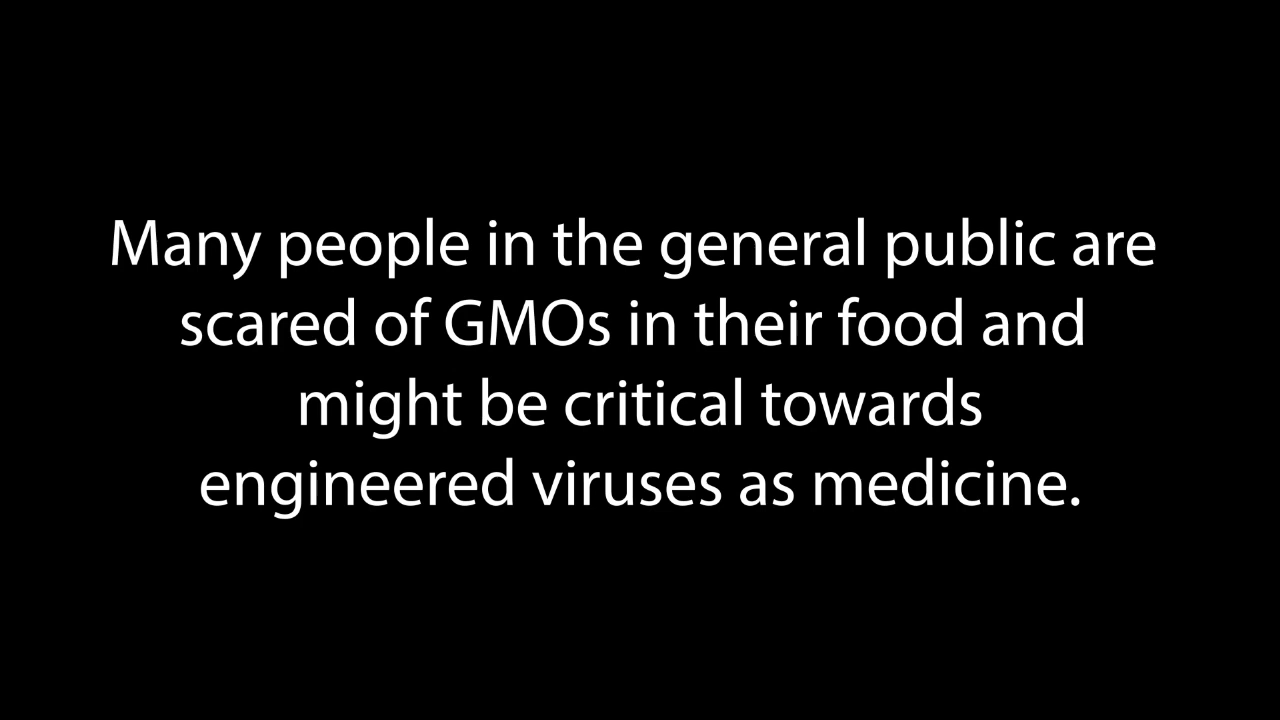 Many people in the general public are
scared of GMOs in their food and
might be critical towards
engineered viruses as medicine.